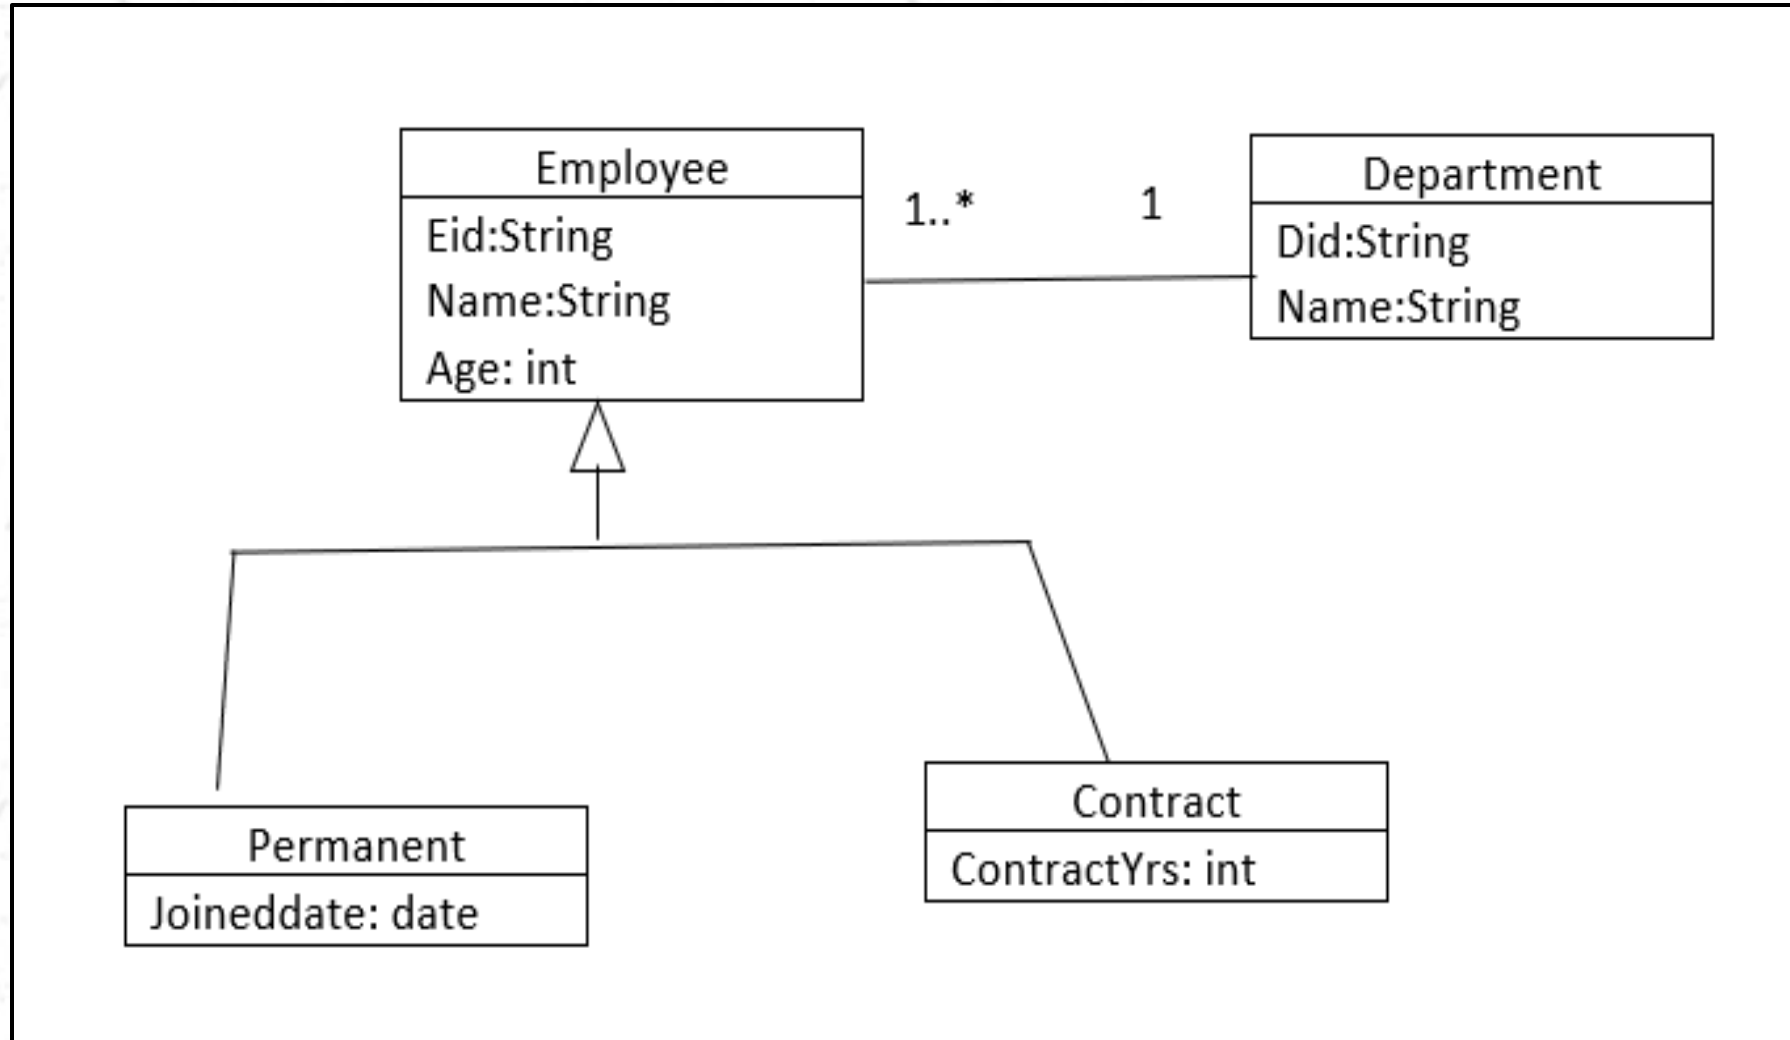 Employee
Eid:String
Name:String
Age: int
1..*
1
Department
Did:String
Name:String
Permanent
Joineddate: date
Contract
ContractYrs: int